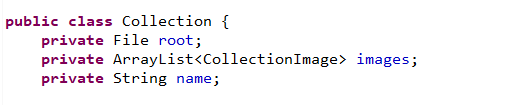 public class Collection {
    private File root;
    private ArrayList<CollectionImage> images;
    private String name;